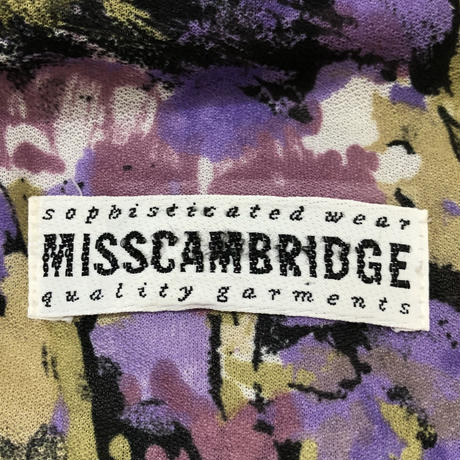 sophisticated wear
MISSCAMBRIDGE
quality garments